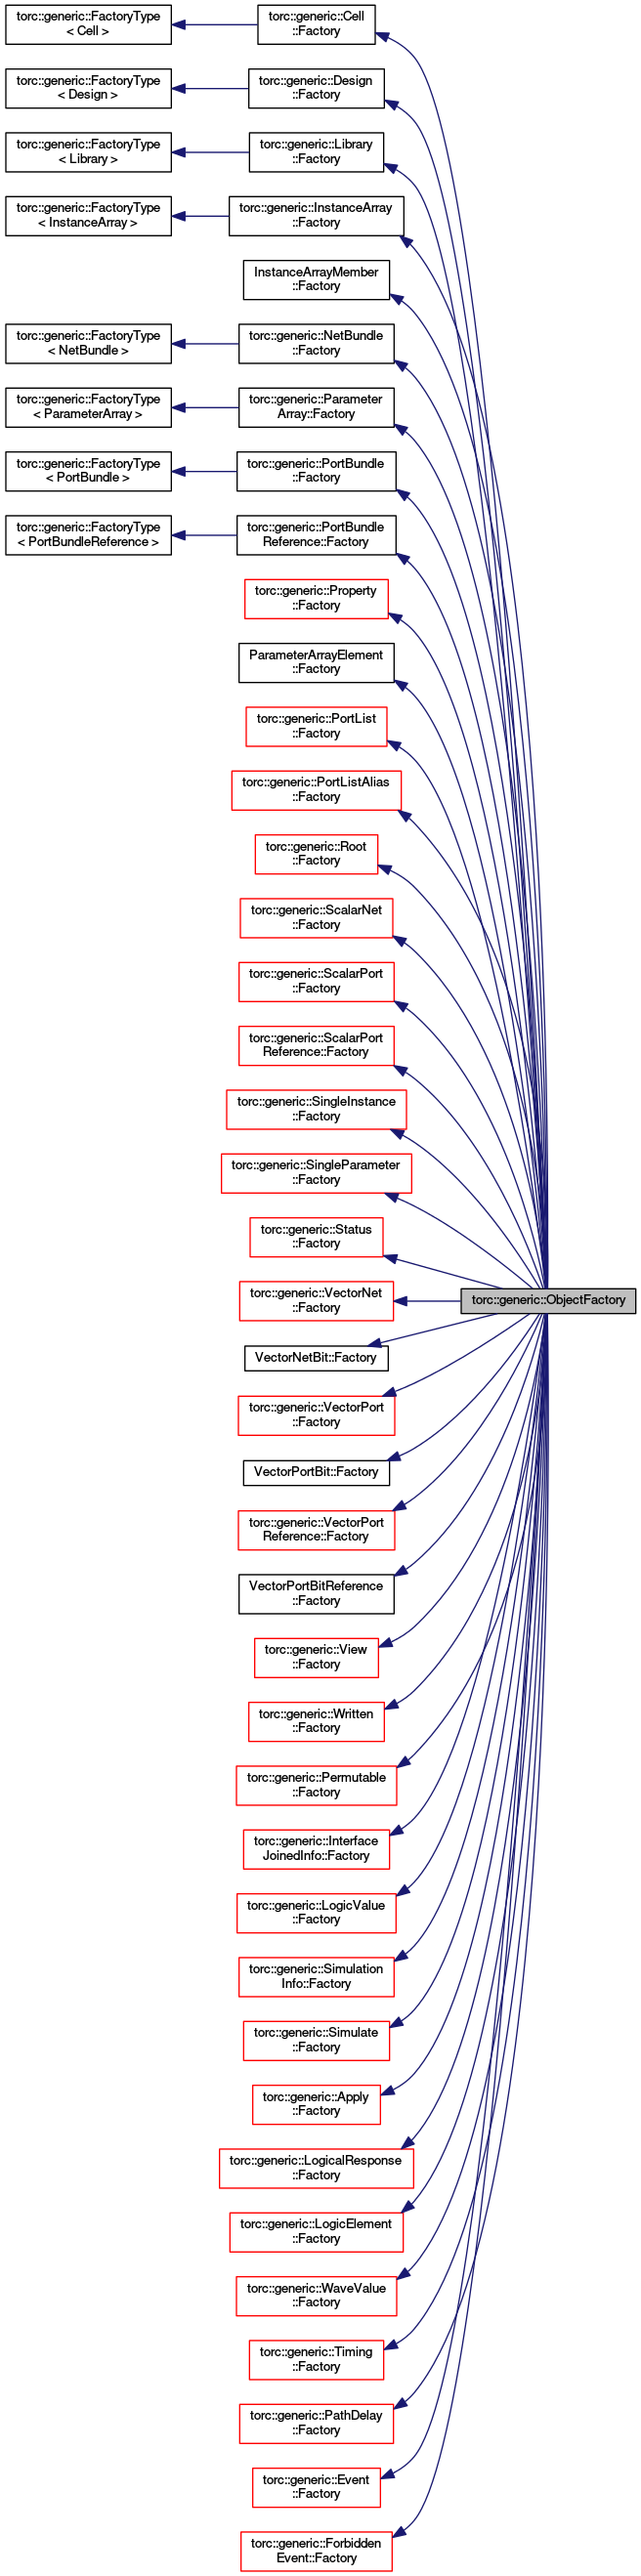 torc::generic::FactoryType
< Cell >
torc::generic::Cell
::Factory
torc::generic::FactoryType
< Design >
torc::generic::Design
::Factory
torc::generic::FactoryType
< Library >
torc::generic::Library
::Factory
torc::generic::FactoryType
< InstanceArray >
torc::generic::InstanceArray
::Factory
InstanceArrayMember
::Factory
torc::generic::FactoryType
< NetBundle >
torc::generic::NetBundle
::Factory
torc::generic::FactoryType
< ParameterArray >
torc::generic::Parameter
Array::Factory
torc::generic::FactoryType
< PortBundle >
torc::generic::PortBundle
::Factory
torc::generic::FactoryType
< PortBundleReference >
torc::generic::PortBundle
Reference::Factory
torc::generic::Property
::Factory
ParameterArrayElement
::Factory
torc::generic::PortList
::Factory
torc::generic::PortListAlias
::Factory
torc::generic::Root
::Factory
torc::generic::ScalarNet
::Factory
torc::generic::ScalarPort
::Factory
torc::generic::ScalarPort
Reference::Factory
torc::generic::SingleInstance
::Factory
torc::generic::SingleParameter
::Factory
torc::generic::Status
::Factory
torc::generic::VectorNet
::Factory
torc::generic::ObjectFactory
VectorNetBit::Factory
torc::generic::VectorPort
::Factory
VectorPortBit::Factory
torc::generic::VectorPort
Reference::Factory
VectorPortBitReference
::Factory
torc::generic::View
::Factory
torc::generic::Written
::Factory
torc::generic::Permutable
::Factory
torc::generic::Interface
JoinedInfo::Factory
torc::generic::LogicValue
::Factory
torc::generic::Simulation
Info::Factory
torc::generic::Simulate
::Factory
torc::generic::Apply
::Factory
torc::generic::LogicalResponse
::Factory
torc::generic::LogicElement
::Factory
torc::generic::WaveValue
::Factory
torc::generic::Timing
::Factory
torc::generic::PathDelay
::Factory
torc::generic::Event
::Factory
torc::generic::Forbidden
Event::Factory